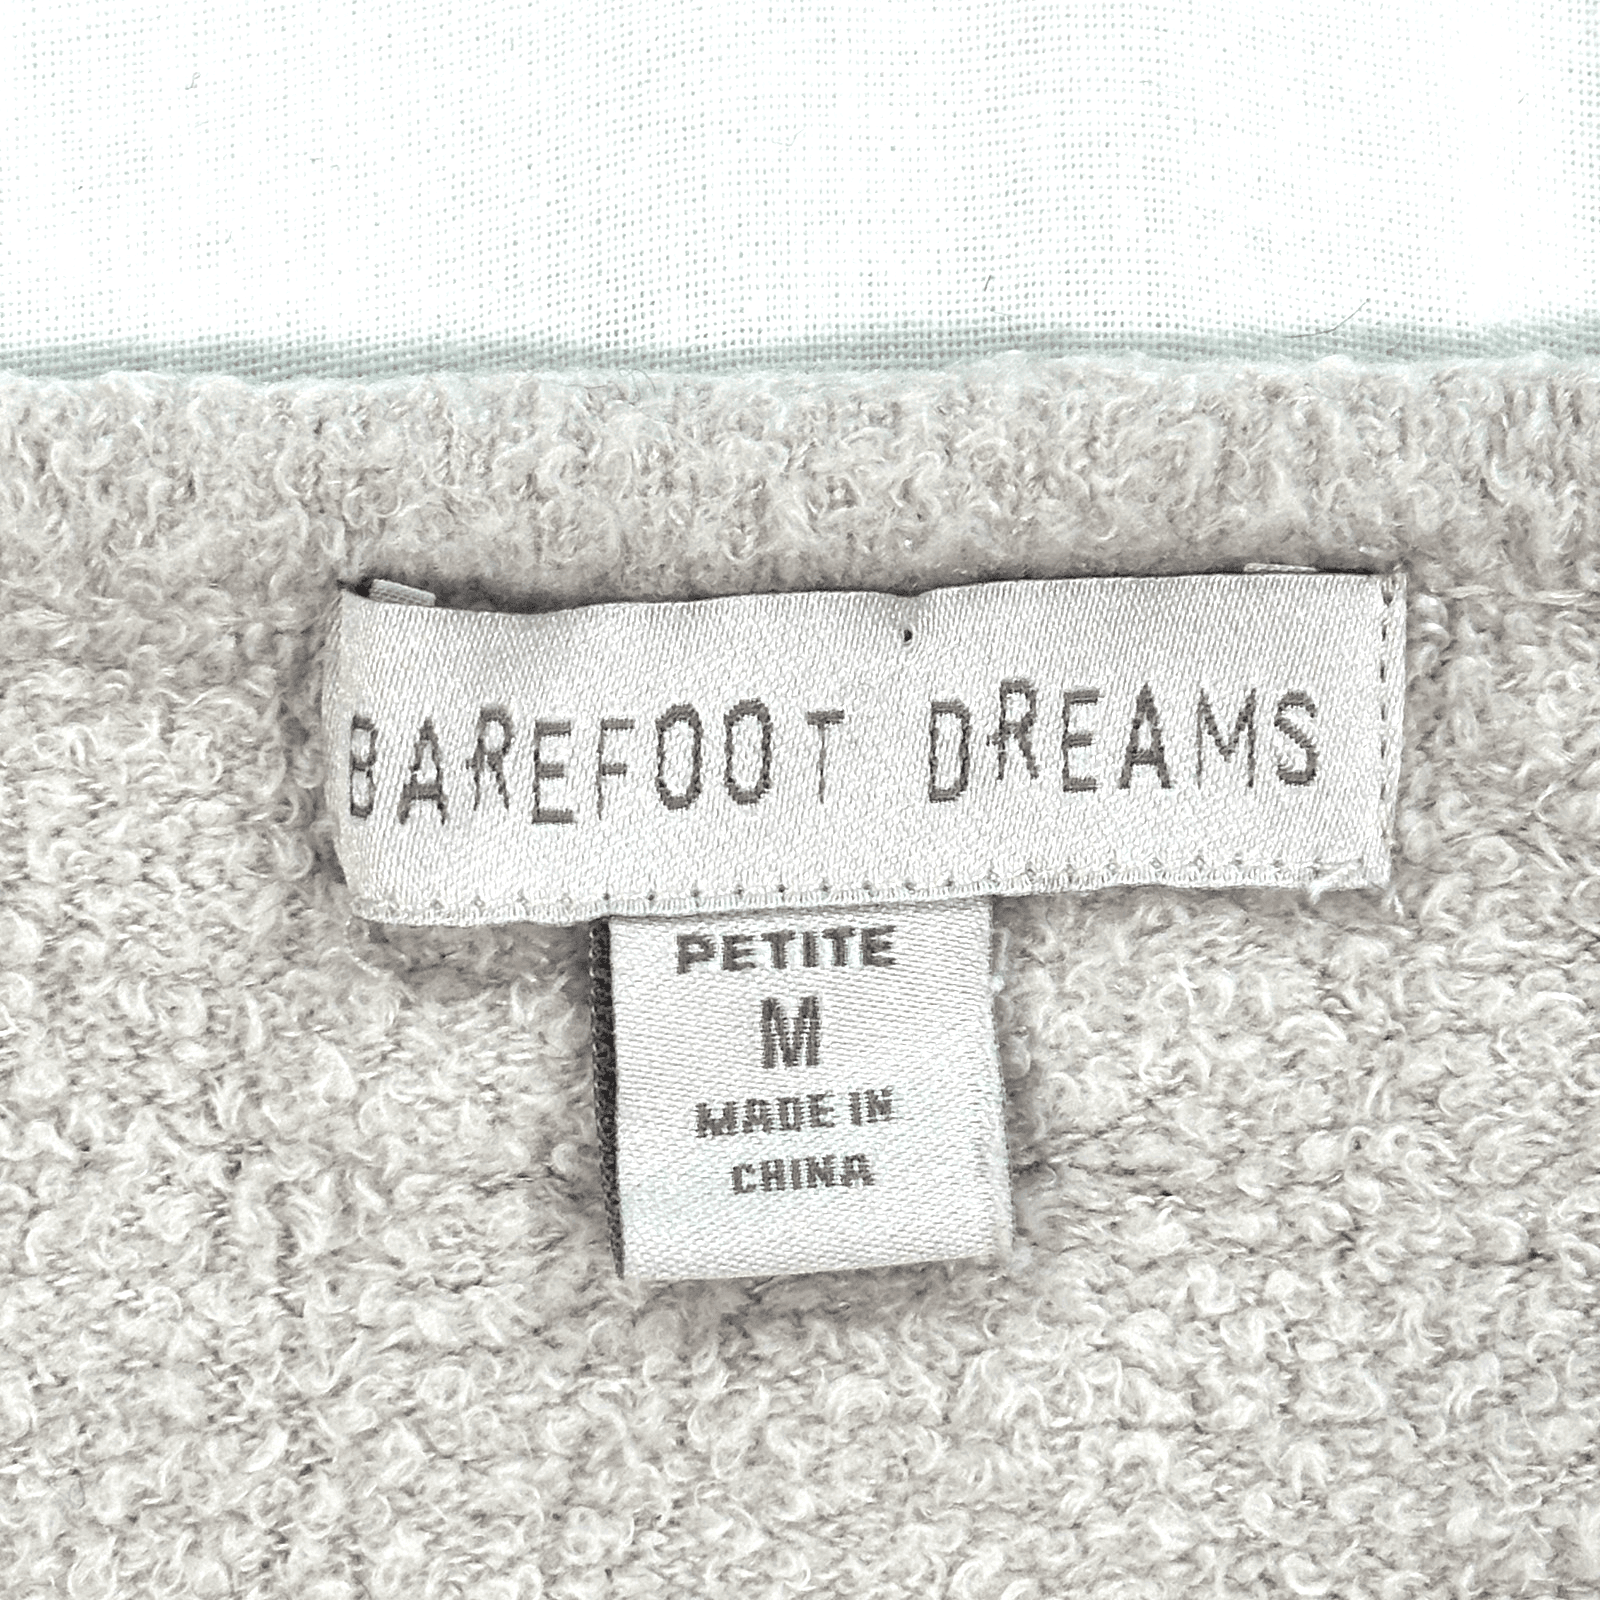 BAREFOOT DREAMS
PETITE
M
MADE IN
CHINA